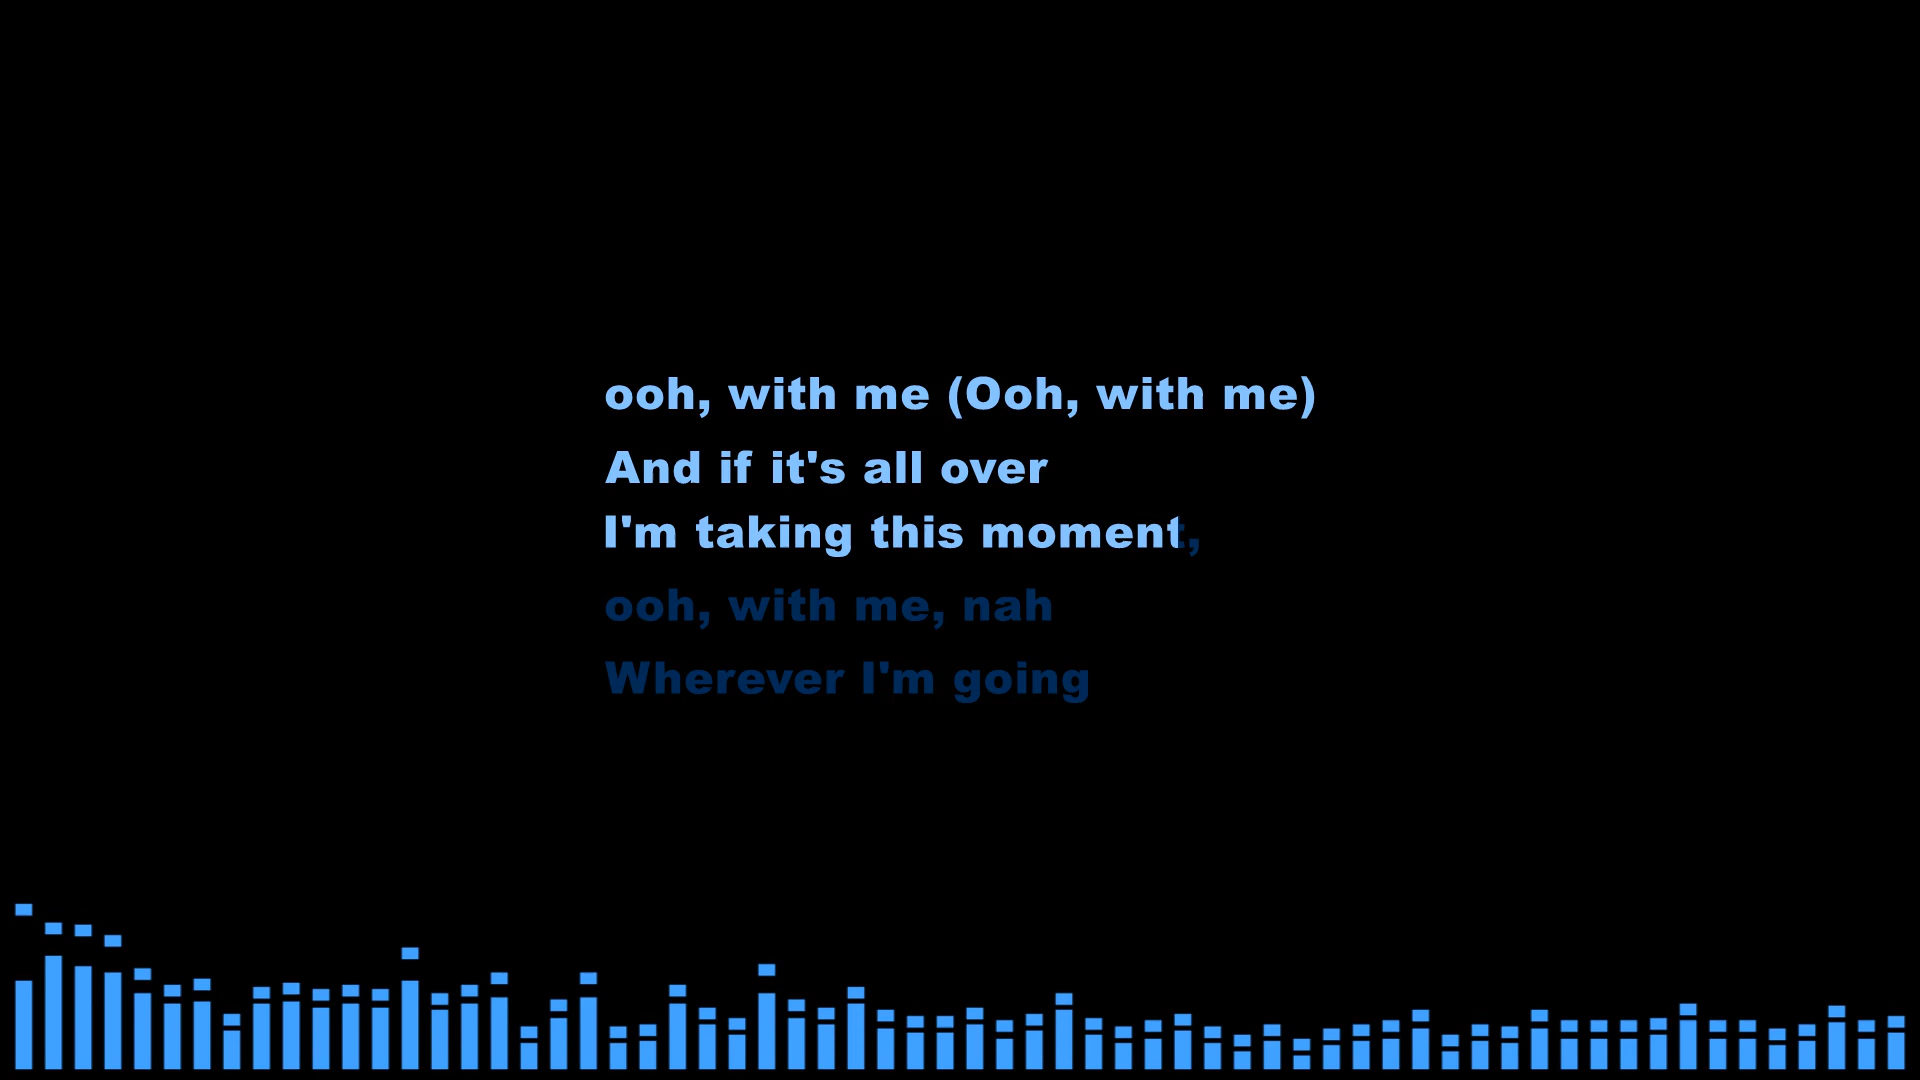 ooh, with me (Ooh, with me)
And if it's all over
I'm taking this moment,
ooh, with me, nah
Wherever I'm going